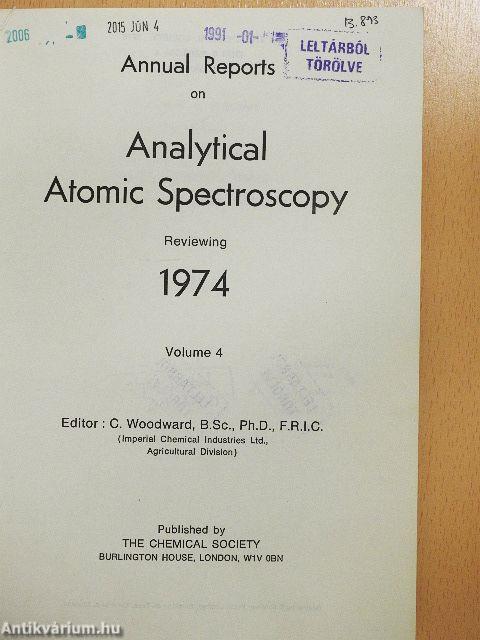 2006 -8
2015 JÚN 4
1991 -01-
B.893
LELTÁRBÓL
TÖRÖLVE
Annual Reports
on
Analytical
Atomic Spectroscopy
Reviewing
1974
Volume 4
Editor : C. Woodward, B.Sc., Ph.D., F.R.I.C.
(Imperial Chemical Industries Ltd.,
Agricultural Division)
Published by
THE CHEMICAL SOCIETY
BURLINGTON HOUSE, LONDON, W1V 0BN
Antikvárium.hu